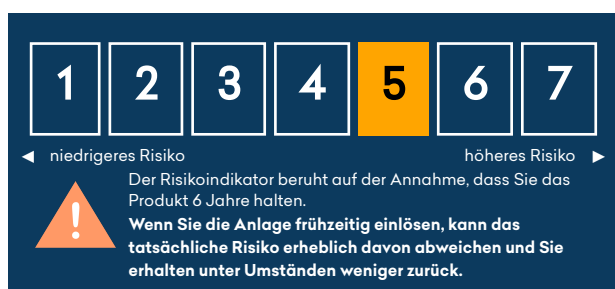 1 2 3 4 5 6 7
◄ niedrigeres Risiko höheres Risiko ►
Der Risikoindikator beruht auf der Annahme, dass Sie das
Produkt 6 Jahre halten.
!
Wenn Sie die Anlage frühzeitig einlösen, kann das
tatsächliche Risiko erheblich davon abweichen und Sie
erhalten unter Umständen weniger zurück.